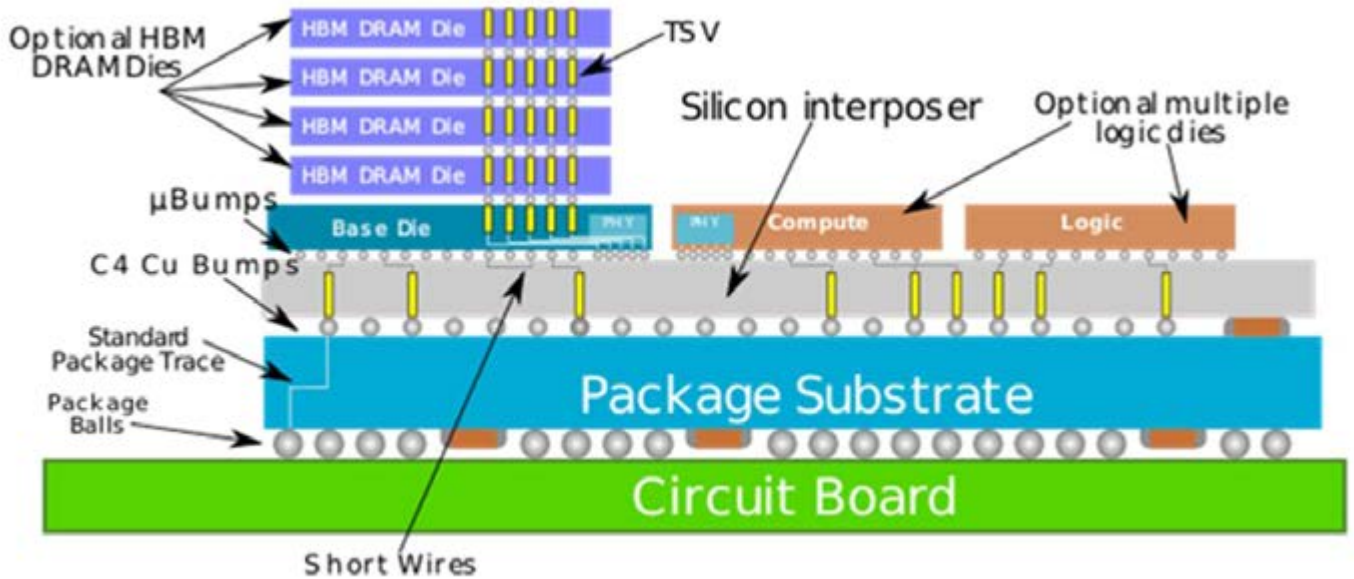 HBM DRAM Die
Optional HBM
DRAM Dies
TSV
HBM DRAM Die
Silicon interposer
Optional multiple
logic dies
HBM DRAM Die
HBM DRAM Die
µBumps
Base Die
PHY
PHY
Compute
Logic
C4 Cu Bumps
Standard
Package Trace
Package Substrate
Package
Balls
Circuit Board
Short Wires